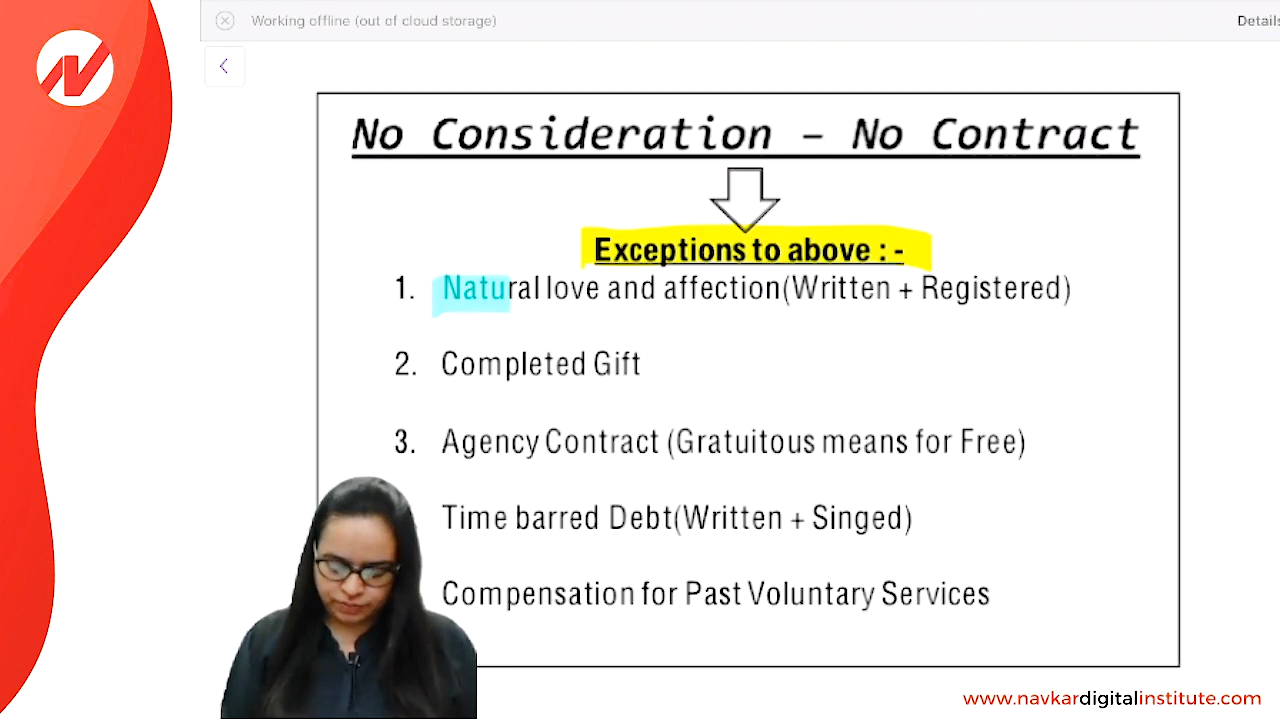 Working offline (out of cloud storage)
Details
No Consideration – No Contract
Exceptions to above : -
1. Natural love and affection(Written + Registered)
2. Completed Gift
3. Agency Contract (Gratuitous means for Free)
Time barred Debt(Written + Singed)
Compensation for Past Voluntary Services
www.navkardigitalinstitute.com